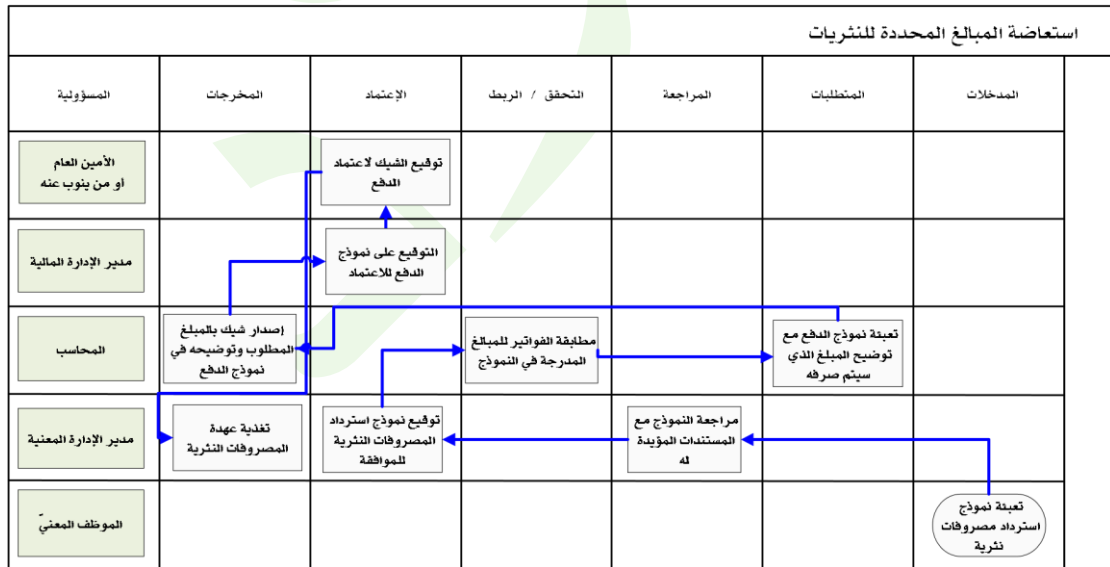 استعاضة المبالغ المحددة للنثريات
المدخلات
المتطلبات
المراجعة
التحقق / الربط
الإعتماد
المخرجات
المسؤولية
توقيع الشيك لاعتماد
الدفع
الأمين العام
أو من ينوب عنه
التوقيع على نموذج
الدفع للاعتماد
مدير الإدارة المالية
تعبئة نموذج الدفع مع
توضيح المبلغ الذي
سيتم صرفه
مطابقة الفواتير للمبالغ
المدرجة في النموذج
إصدار شيك بالمبلغ
المطلوب وتوضيحه في
نموذج الدفع
المحاسب
مراجعة النموذج مع
المستندات المؤيدة
له
توقيع نموذج استرداد
المصروفات النثرية
للموافقة
تغذية عهدة
المصروفات النثرية
مدير الإدارة المعنية
تعبئة نموذج
استرداد مصروفات
نثرية
الموظف المعنيّ